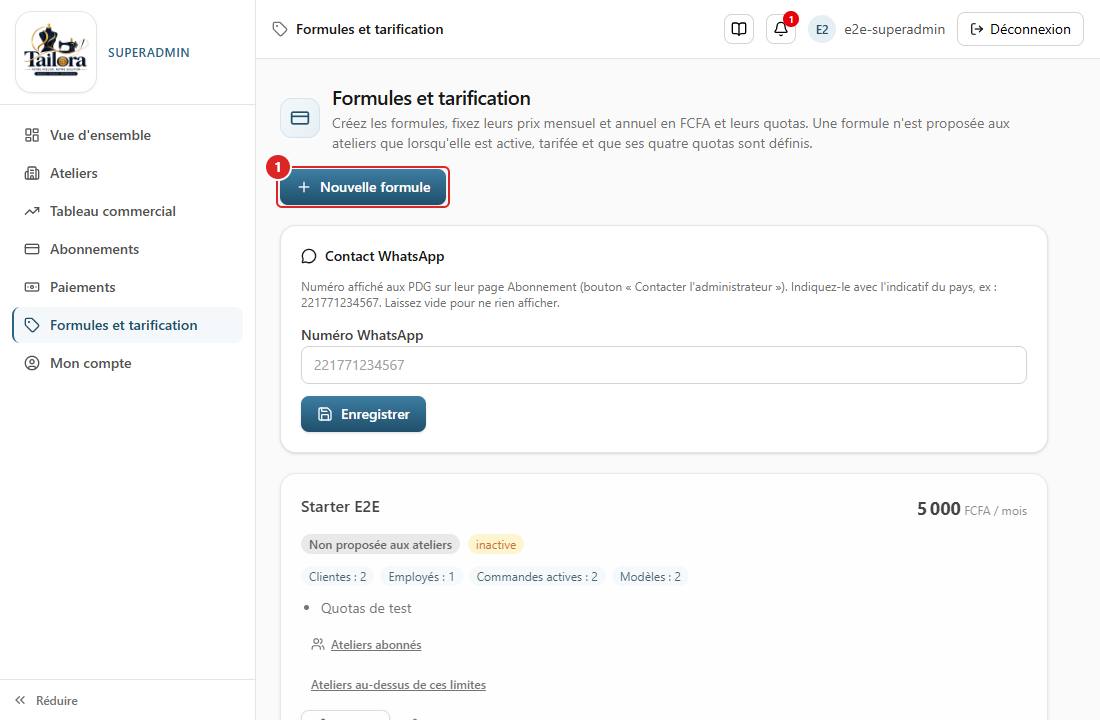 Tailora
SUPERADMIN
Formules et tarification
1
E2
e2e-superadmin
Déconnexion
Vue d'ensemble
Ateliers
Tableau commercial
Abonnements
Paiements
Formules et tarification
Mon compte
Réduire
Formules et tarification
Créez les formules, fixez leurs prix mensuel et annuel en FCFA et leurs quotas. Une formule n'est proposée aux
ateliers que lorsqu'elle est active, tarifée et que ses quatre quotas sont définis.
1
Nouvelle formule
Contact WhatsApp
Numéro affiché aux PDG sur leur page Abonnement (bouton « Contacter l'administrateur »). Indiquez-le avec l'indicatif du pays, ex :
221771234567. Laissez vide pour ne rien afficher.
Numéro WhatsApp
221771234567
Enregistrer
Starter E2E
5 000 FCFA / mois
Non proposée aux ateliers
inactive
Clientes : 2
Employés : 1
Commandes actives : 2
Modèles : 2
• Quotas de test
Ateliers abonnés
Ateliers au-dessus de ces limites